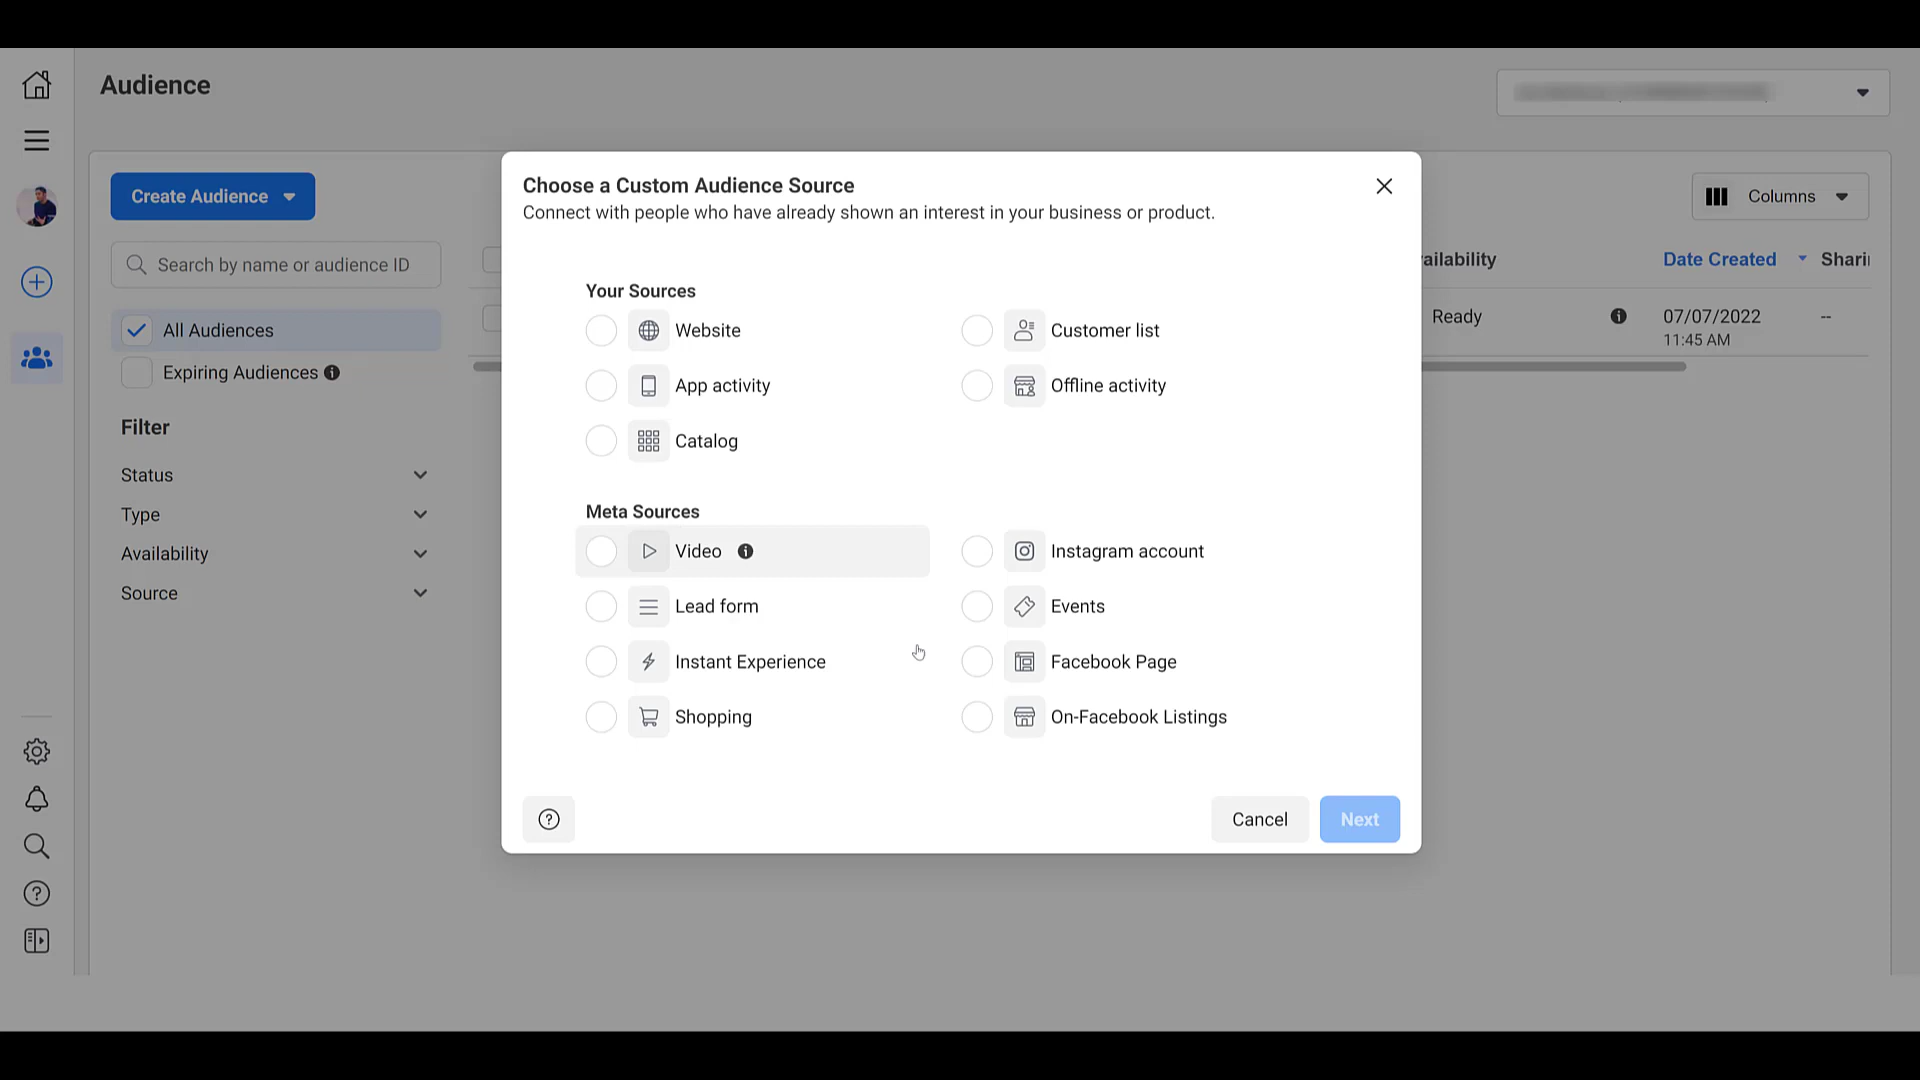 Audience
Create Audience
Search by name or audience ID
All Audiences
Expiring Audiences
Filter
Status
Type
Availability
Source
Choose a Custom Audience Source
Connect with people who have already shown an interest in your business or product.
Your Sources
Website
Customer list
App activity
Offline activity
Catalog
Meta Sources
Video
Instagram account
Lead form
Events
Instant Experience
Facebook Page
Shopping
On-Facebook Listings
Cancel
Next
Columns
ailability
Date Created
Shari
Ready
07/07/2022
--
11:45 AM